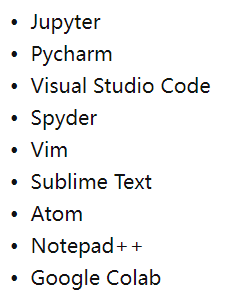 • Jupyter
• Pycharm
• Visual Studio Code
• Spyder
• Vim
• Sublime Text
• Atom
• Notepad++
• Google Colab